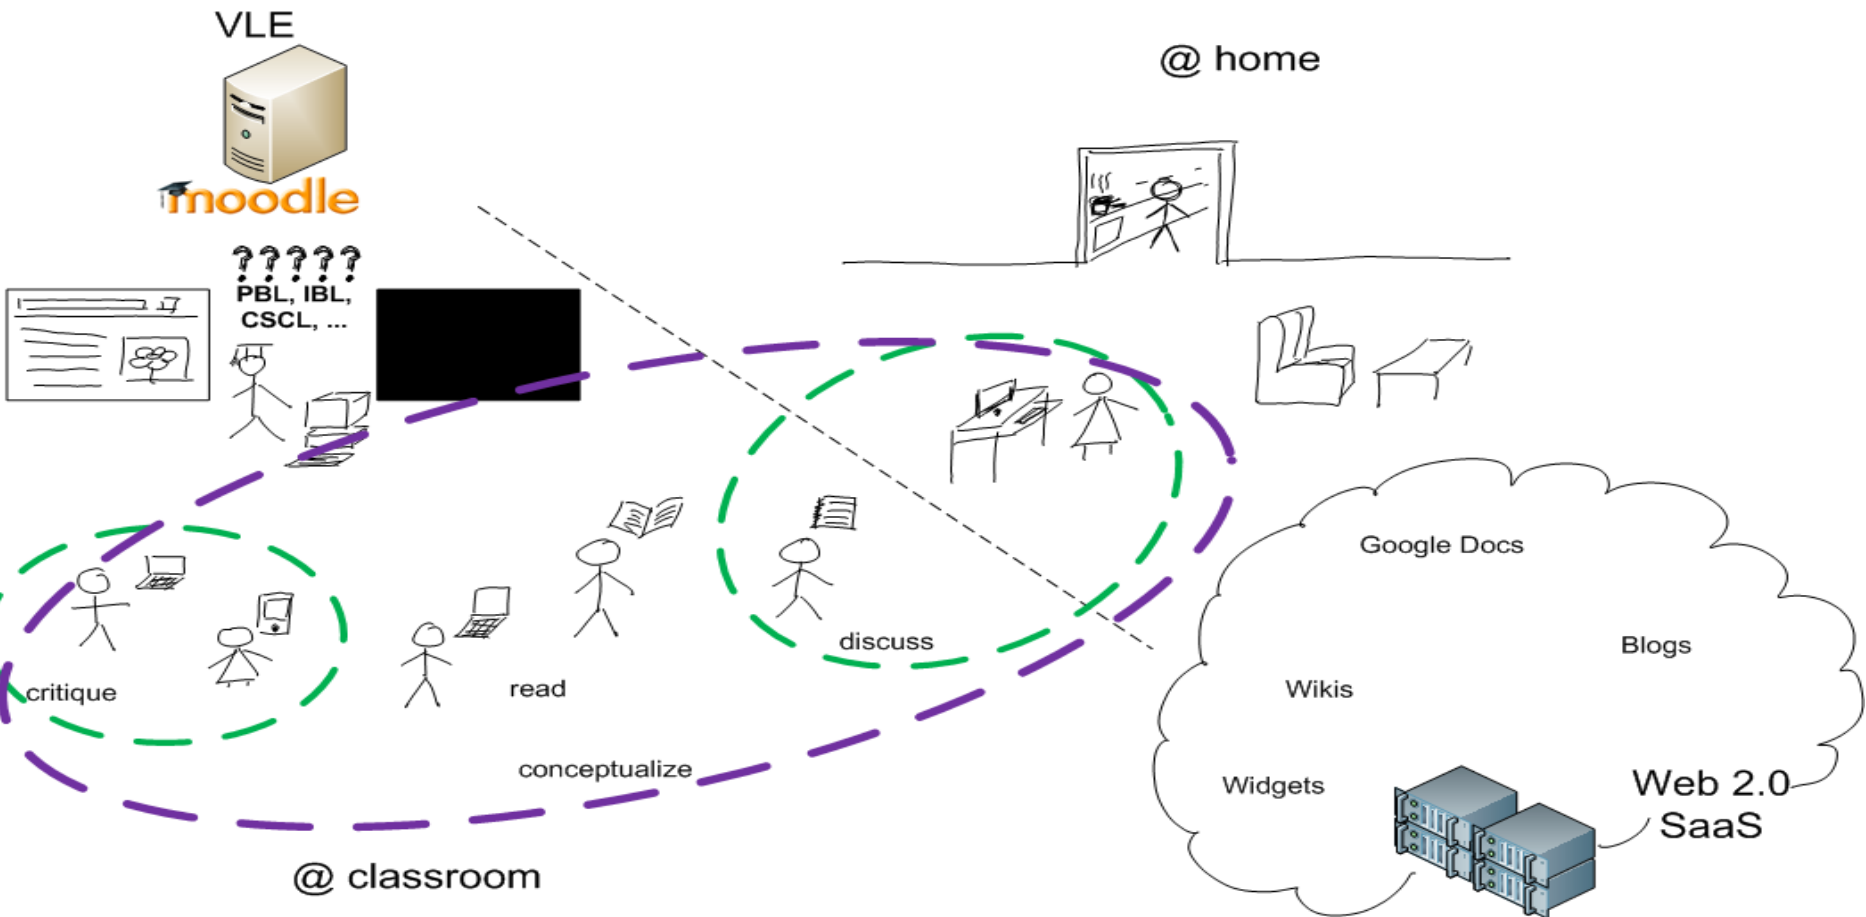 VLE
@ home
moodle
?????
PBL, IBL,
CSCL, ...
Google Docs
discuss
Blogs
critique
read
Wikis
conceptualize
Widgets
Web 2.0
SaaS
@ classroom